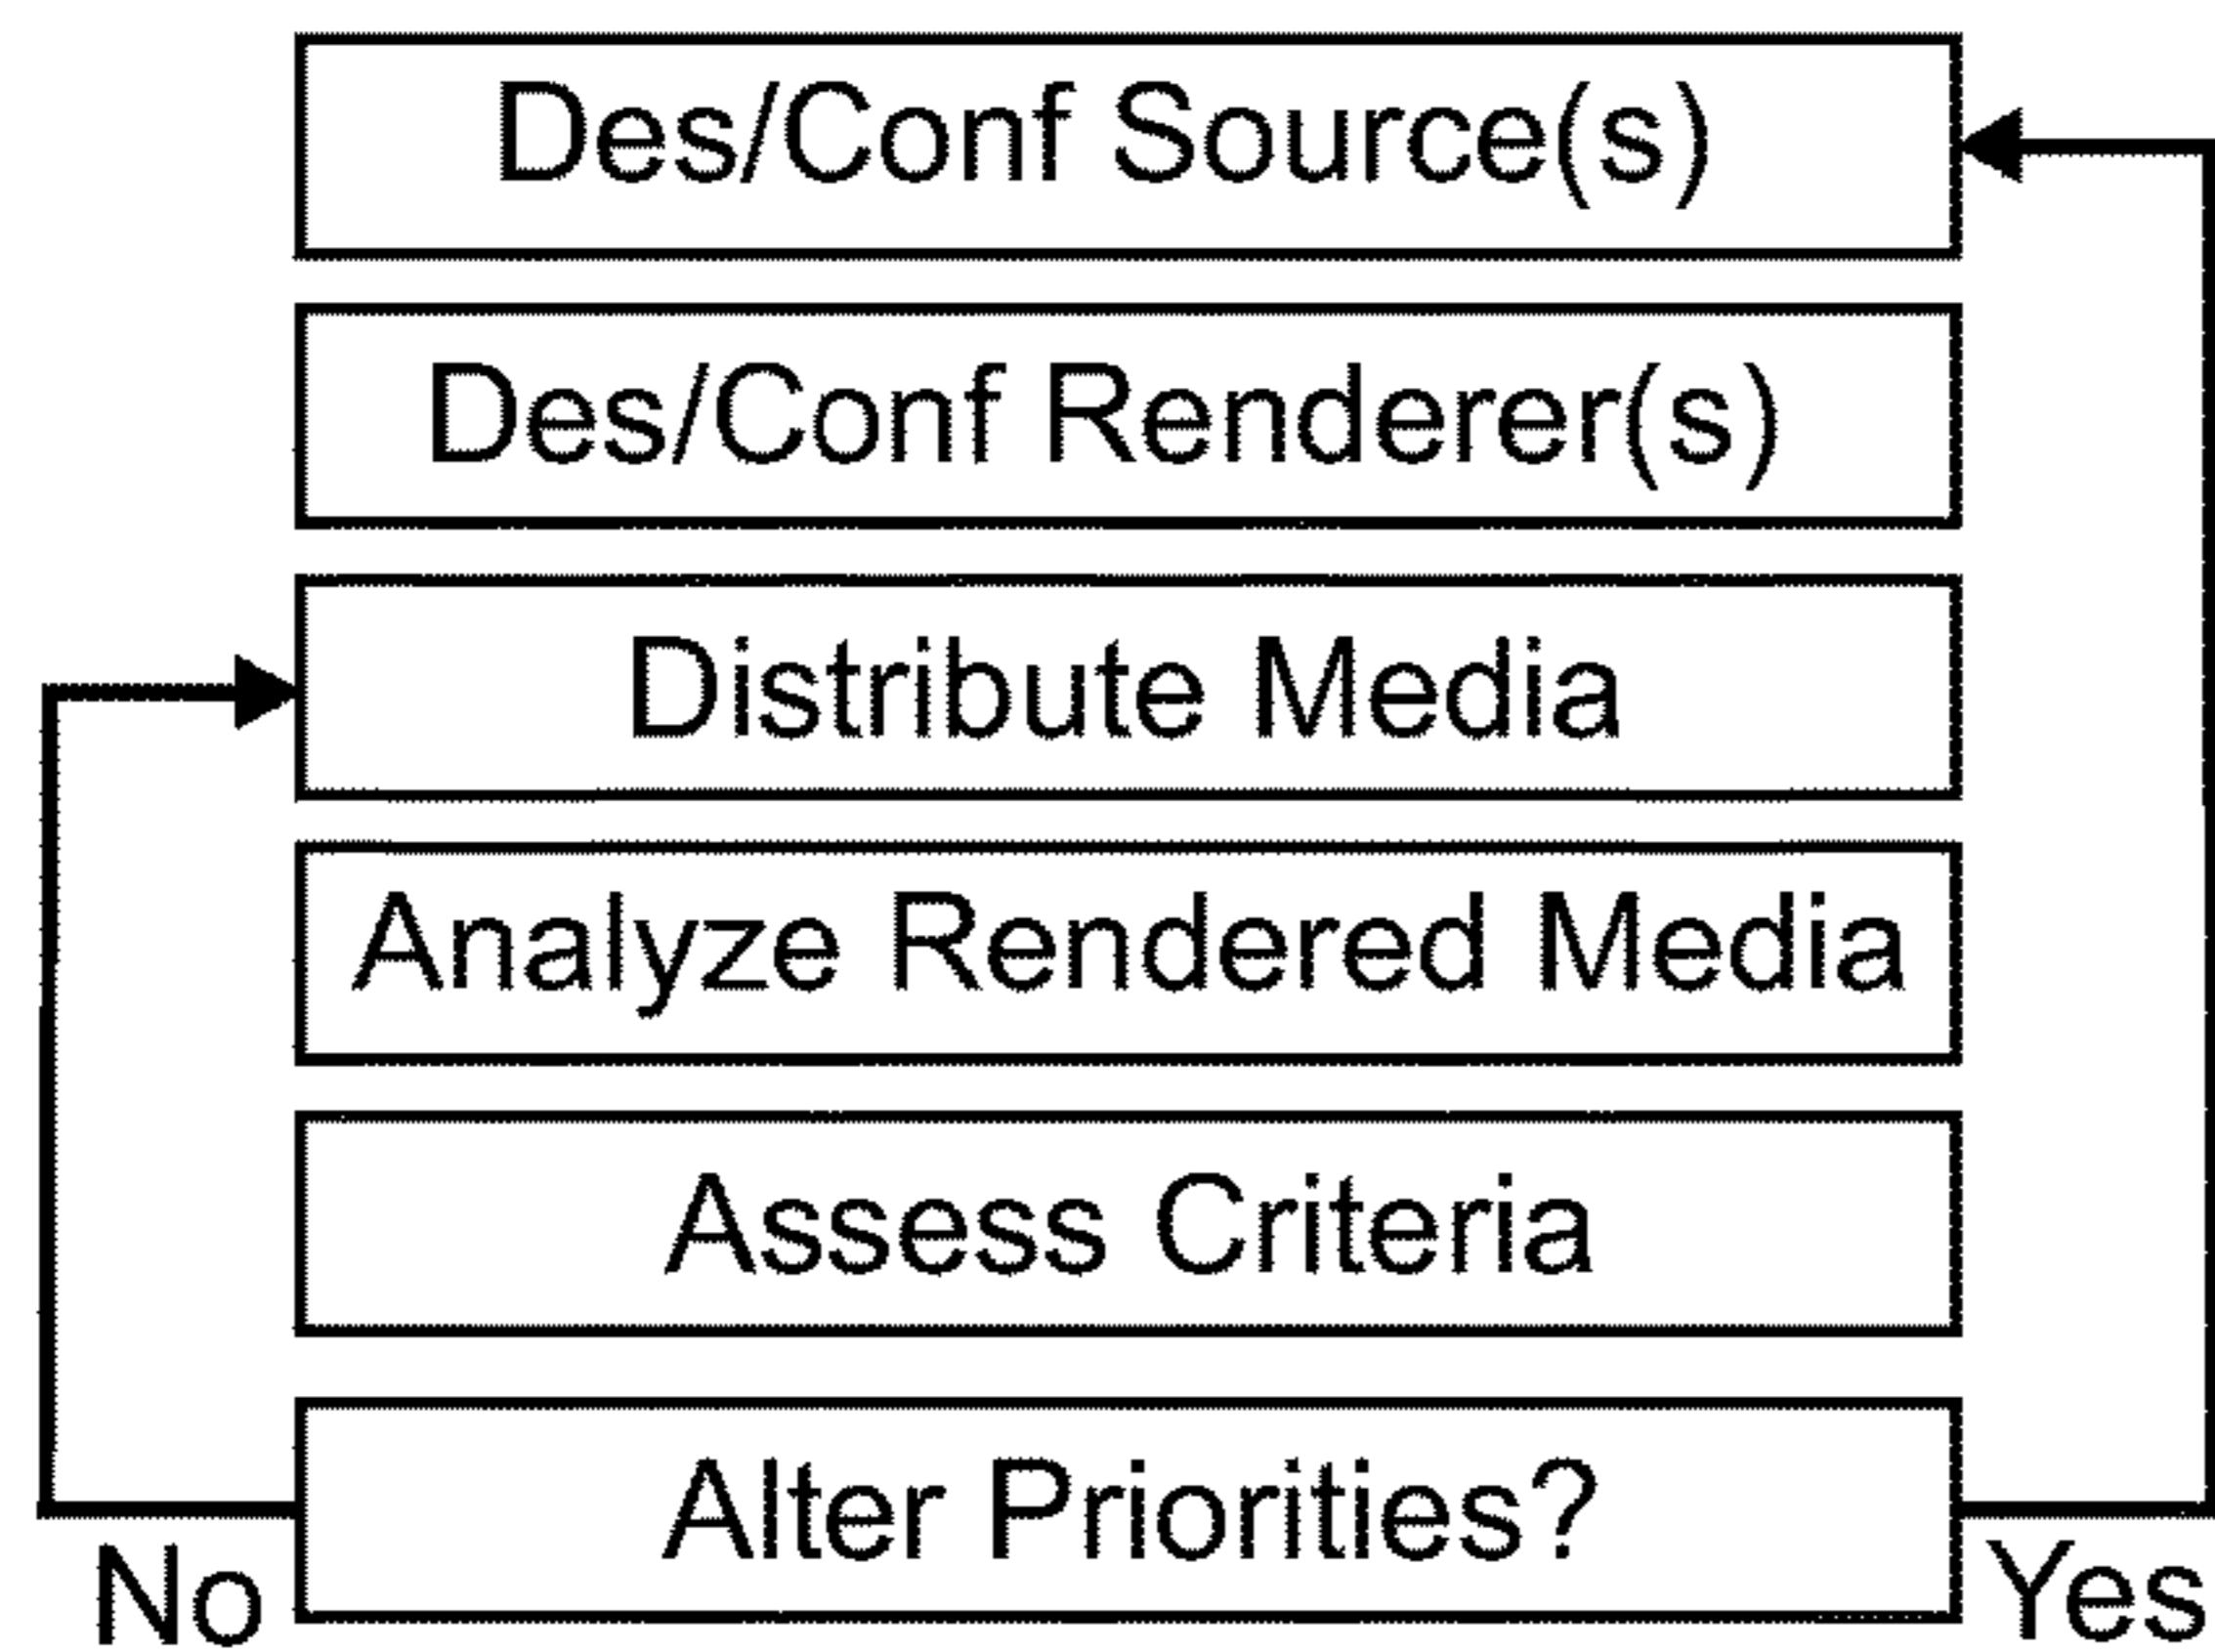 Des/Conf Source(s)
Des/Conf Renderer(s)
Distribute Media
Analyze Rendered Media
Assess Criteria
Alter Priorities?
No
Yes